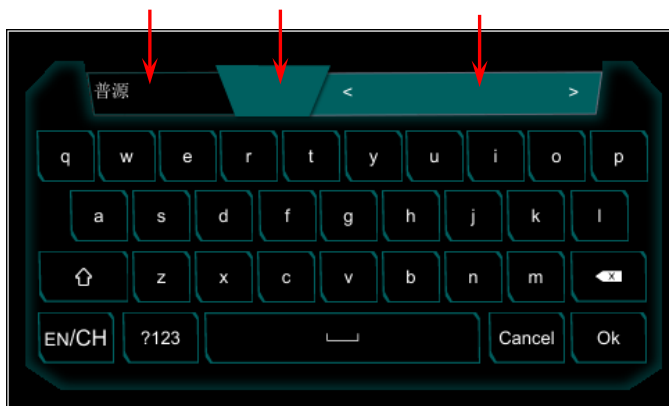 普源 < >
q w e r t y u i o p
a s d f g h j k l
z x c v b n m x
EN/CH ?123 Cancel Ok